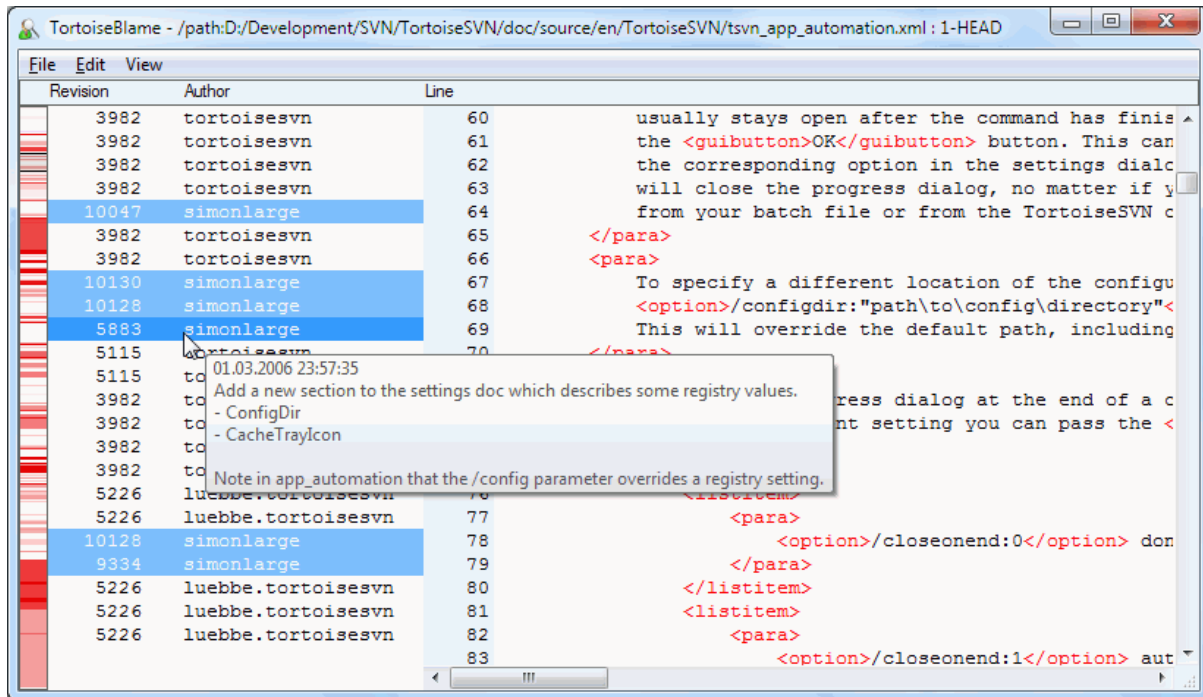 TortoiseBlame - /path:D:/Development/SVN/TortoiseSVN/doc/source/en/TortoiseSVN/tsvn_app_automation.xml : 1-HEAD
File Edit View
Revision Author Line
3982 tortoisesvn 60 usually stays open after the command has finis
3982 tortoisesvn 61 the <guibutton>OK</guibutton> button. This can
3982 tortoisesvn 62 the corresponding option in the settings dialo
3982 tortoisesvn 63 will close the progress dialog, no matter if y
10047 simonlarge 64 from your batch file or from the TortoiseSVN c
3982 tortoisesvn 65 </para>
3982 tortoisesvn 66 <para>
10130 simonlarge 67 To specify a different location of the configu
10128 simonlarge 68 <option>/configdir:"path\to\config\directory"<
5883 simonlarge 69 This will override the default path, including
5115 tortoisesvn 70 </para>
01.03.2006 23:57:35
Add a new section to the settings doc which describes some registry values.
- ConfigDir
- CacheTrayIcon
Note in app_automation that the /config parameter overrides a registry setting.
5115 to
3982 to ress dialog at the end of a c
3982 to nt setting you can pass the <
3982 to
3982 to
5226 luebbe.tortoisesvn 76 <listitem>
5226 luebbe.tortoisesvn 77 <para>
10128 simonlarge 78 <option>/closeonend:0</option> don
9334 simonlarge 79 </para>
5226 luebbe.tortoisesvn 80 </listitem>
5226 luebbe.tortoisesvn 81 <listitem>
5226 luebbe.tortoisesvn 82 <para>
83 <option>/closeonend:1</option> aut